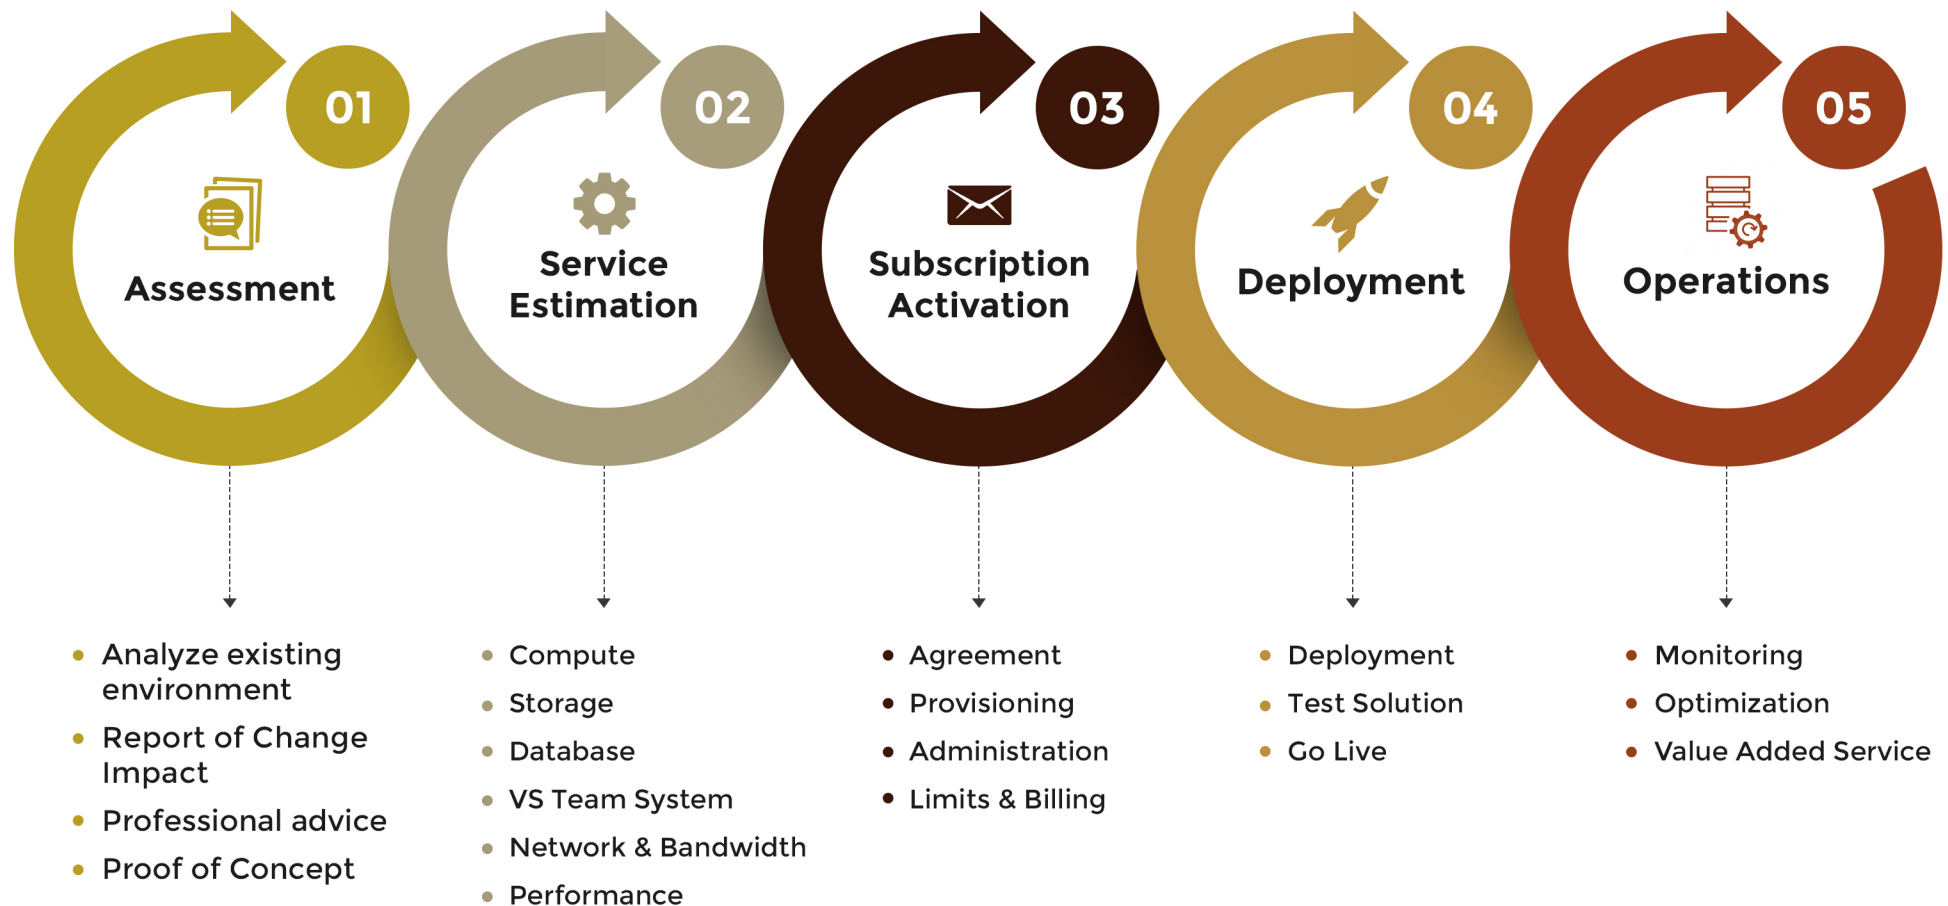 01
Assessment
02
Service
Estimation
03
Subscription
Activation
04
Deployment
05
Operations
Analyze existing
environment
Report of Change
Impact
Professional advice
Proof of Concept
Compute
Storage
Database
VS Team System
Network & Bandwidth
Performance
Agreement
Provisioning
Administration
Limits & Billing
Deployment
Test Solution
Go Live
Monitoring
Optimization
Value Added Service